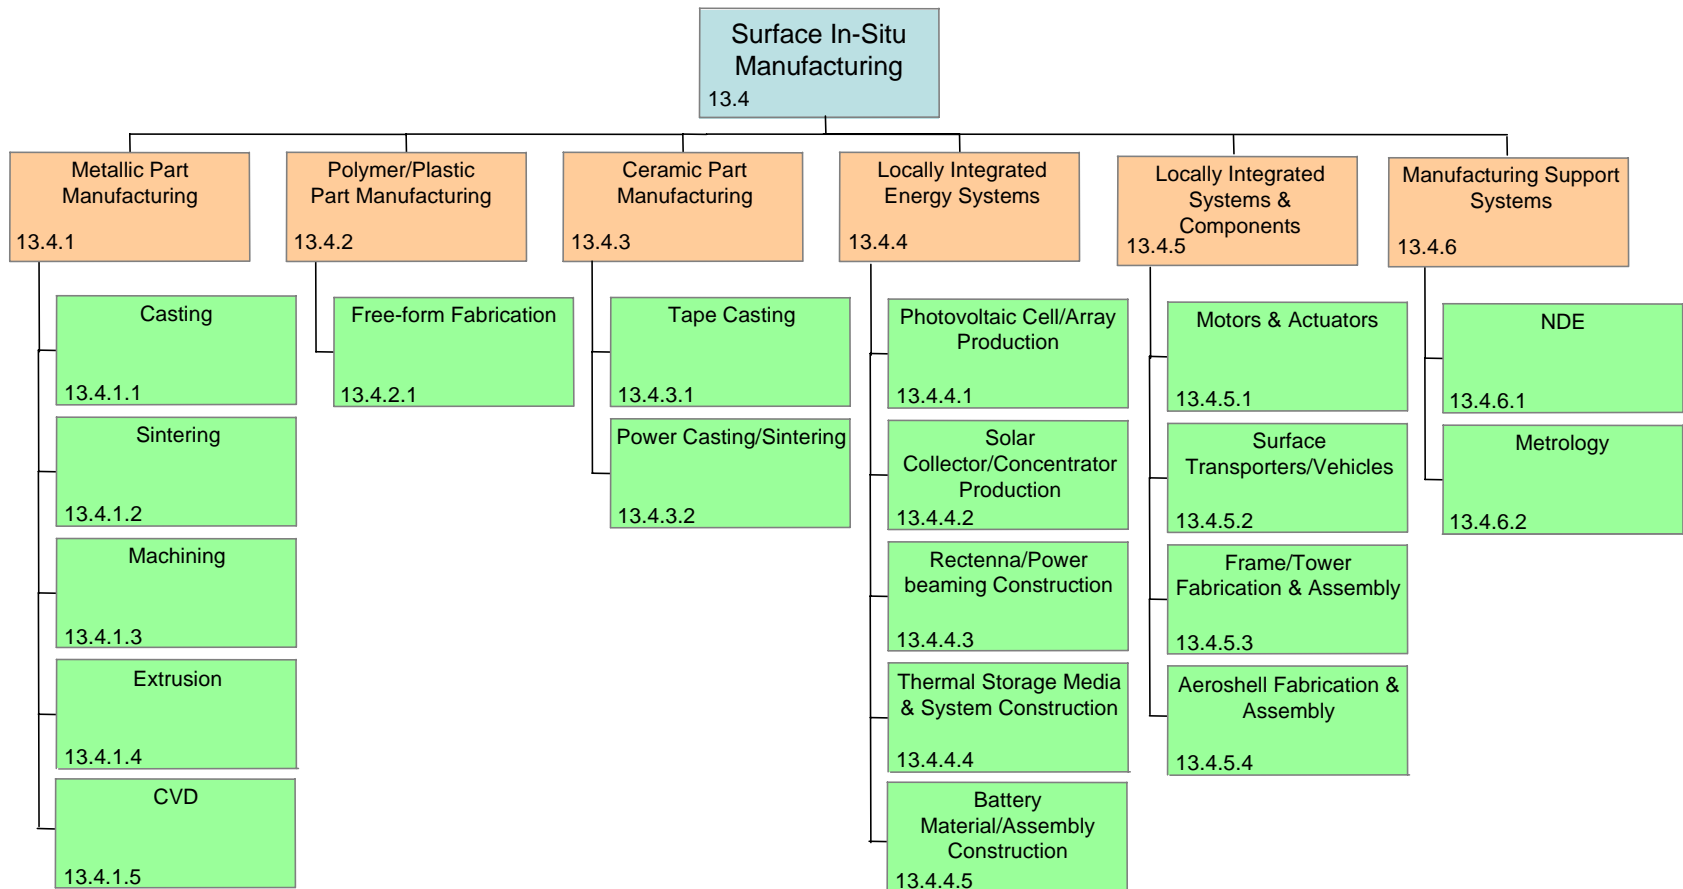 Surface In-Situ
Manufacturing
13.4
Metallic Part
Manufacturing
13.4.1
Polymer/Plastic
Part Manufacturing
13.4.2
Ceramic Part
Manufacturing
13.4.3
Locally Integrated
Energy Systems
13.4.4
Locally Integrated
Systems &
Components
13.4.5
Manufacturing Support
Systems
13.4.6
Casting
13.4.1.1
Sintering
13.4.1.2
Machining
13.4.1.3
Extrusion
13.4.1.4
CVD
13.4.1.5
Free-form Fabrication
13.4.2.1
Tape Casting
13.4.3.1
Power Casting/Sintering
13.4.3.2
Photovoltaic Cell/Array
Production
13.4.4.1
Solar
Collector/Concentrator
Production
13.4.4.2
Rectenna/Power
beaming Construction
13.4.4.3
Thermal Storage Media
& System Construction
13.4.4.4
Battery
Material/Assembly
Construction
13.4.4.5
Motors & Actuators
13.4.5.1
Surface
Transporters/Vehicles
13.4.5.2
Frame/Tower
Fabrication & Assembly
13.4.5.3
Aeroshell Fabrication &
Assembly
13.4.5.4
NDE
13.4.6.1
Metrology
13.4.6.2